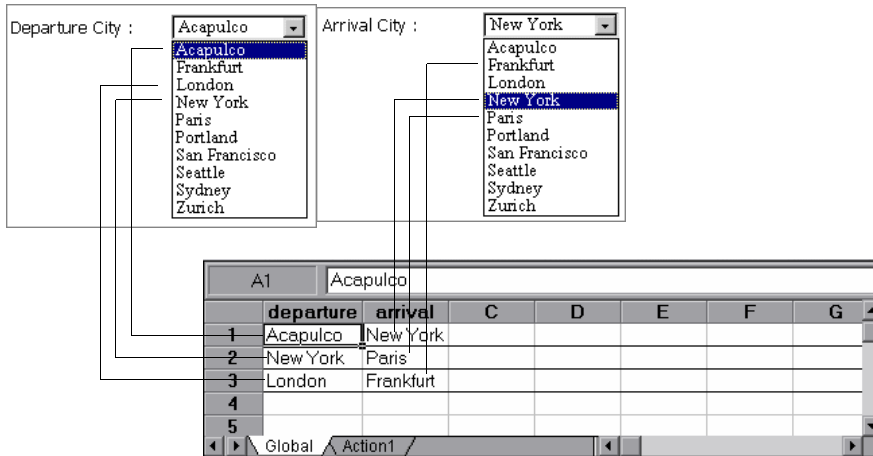 Departure City :
Acapulco
Acapulco
Frankfurt
London
New York
Paris
Portland
San Francisco
Seattle
Sydney
Zurich
Arrival City :
New York
Acapulco
Frankfurt
London
New York
Paris
Portland
San Francisco
Seattle
Sydney
Zurich
A1 Acapulco
departure arrival C D E F G
1 Acapulco New York
2 New York Paris
3 London Frankfurt
4
5
Global Action1